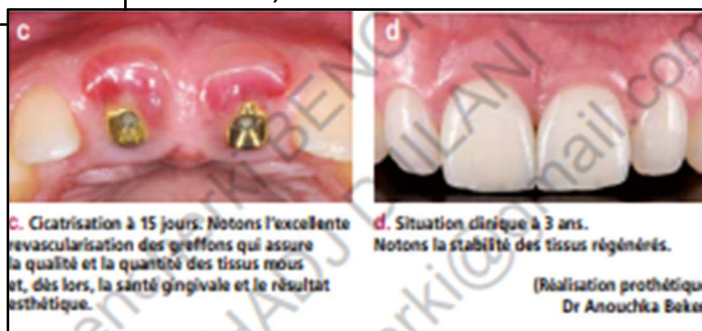 c
d
c. Cicatrisation à 15 jours. Notons l'excellente
revascularisation des greffons qui assure
la qualité et la quantité des tissus mous
et, dès lors, la santé gingivale et le résultat
esthétique.
d. Situation clinique à 3 ans.
Notons la stabilité des tissus régénérés.
(Réalisation prothétique
Dr Anouchka Beker